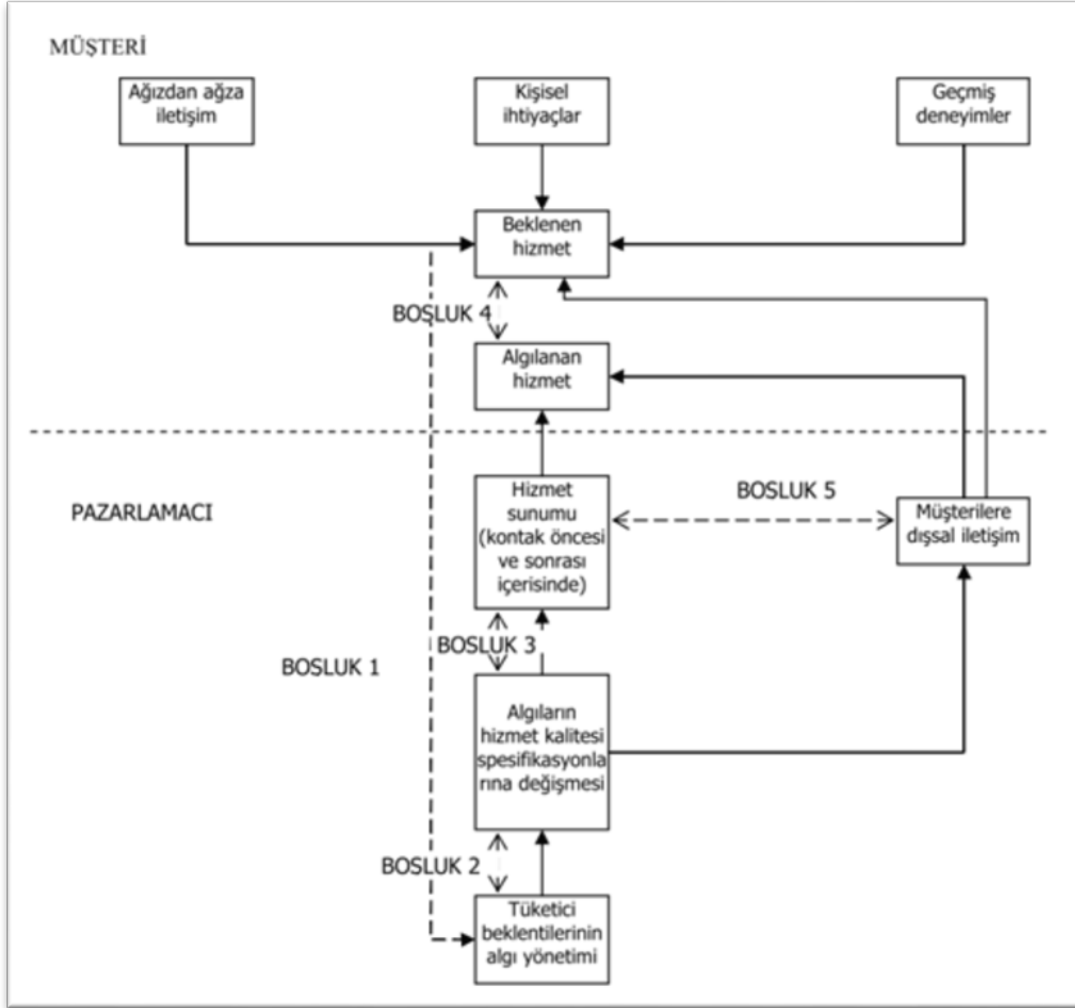 MÜŞTERİ
Ağızdan ağza
iletişim
Kişisel
ihtiyaçlar
Geçmiş
deneyimler
Beklenen
hizmet
BOSLUK 4
Algılanan
hizmet
PAZARLAMACI
Hizmet
sunumu
(kontak öncesi
ve sonrası
içerisinde)
BOSLUK 5
Müşterilere
dışsal iletişim
BOSLUK 3
BOSLUK 1
Algıların
hizmet kalitesi
spesifikasyonla
rına değişmesi
BOSLUK 2
Tüketici
beklentilerinin
algı yönetimi